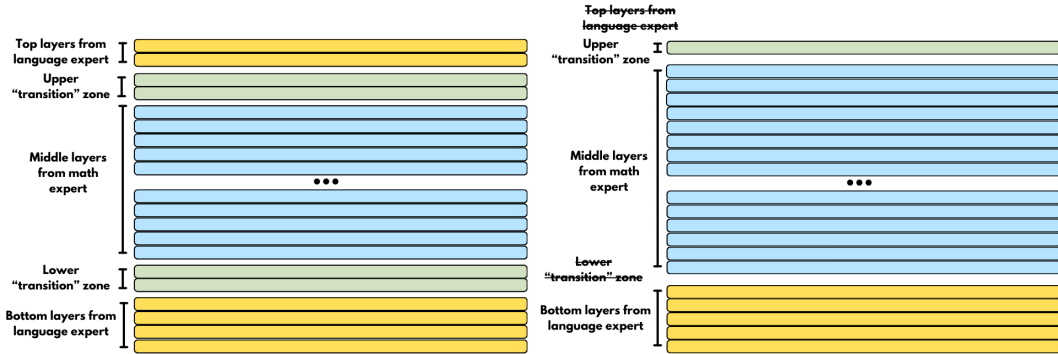 Top layers from
language expert
Upper
“transition” zone
Middle layers
from math
expert
Lower
“transition” zone
Bottom layers from
language expert
Top layers from
language expert
Upper
“transition” zone
Middle layers
from math
expert
Lower
“transition” zone
Bottom layers from
language expert